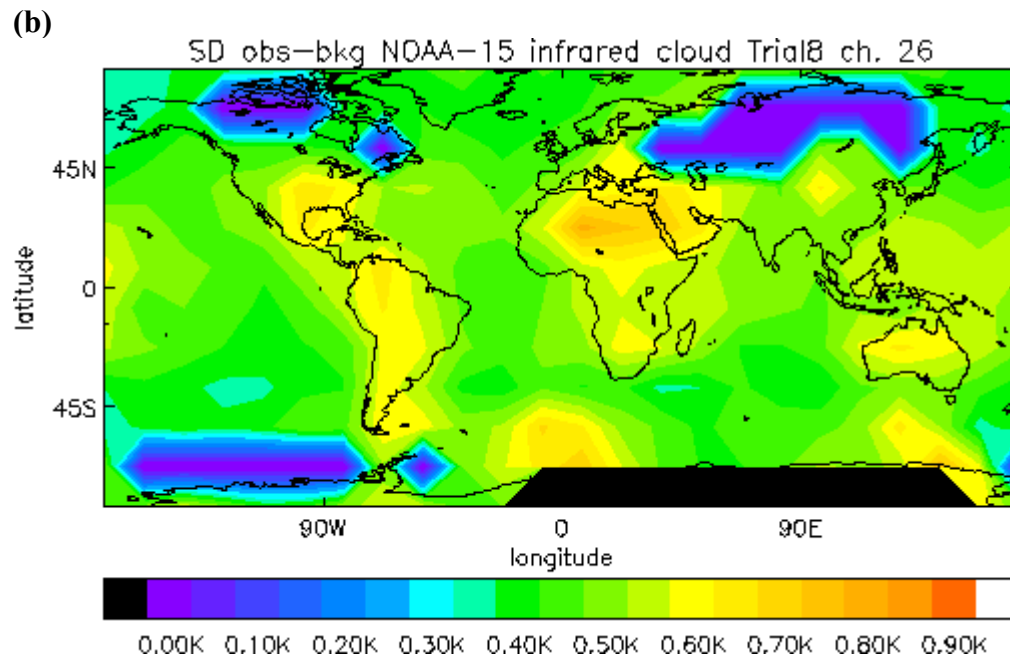 (b)
SD obs-bkg NOAA-15 infrared cloud Trial8 ch. 26
45N
0
45S
latitude
90W 0 90E
longitude
0.00K 0.10K 0.20K 0.30K 0.40K 0.50K 0.60K 0.70K 0.80K 0.90K